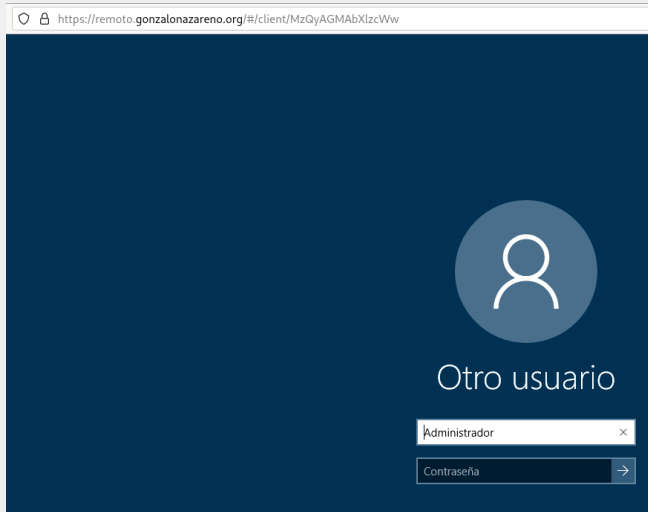 https://remoto.gonzalonazareno.org/#/client/MzQyAGMAbXlzcWw
Otro usuario
Administrador
Contraseña